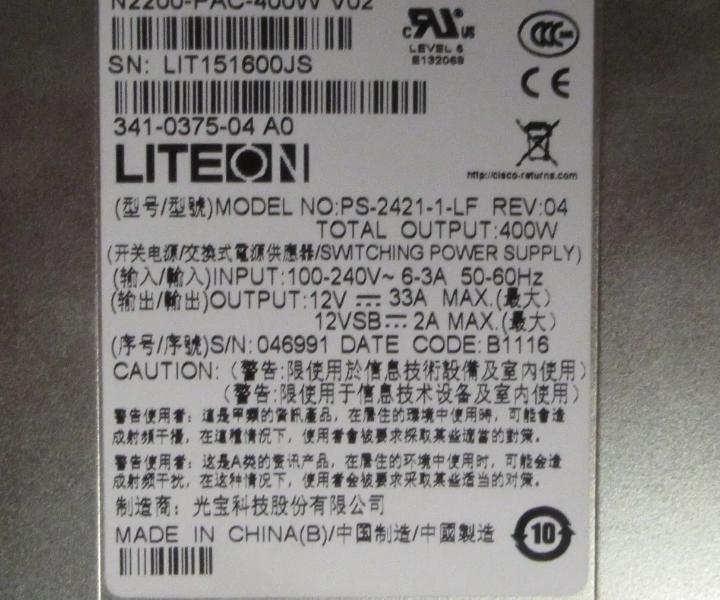 N2200-PAC-400W V02
SN: LIT151600JS
c RU US
LEVEL 6
E132068
CCC
CE
341-0375-04 A0
LITEON
http://cisco-returns.com
(型号/型號)MODEL NO:PS-2421-1-LF REV:04
TOTAL OUTPUT:400W
(开关电源/交換式電源供應器/SWITCHING POWER SUPPLY)
(输入/輸入)INPUT:100-240V~ 6-3A 50-60Hz
(输出/輸出)OUTPUT:12V ⎓ 33A MAX.(最大)
12VSB⎓ 2A MAX.(最大)
(序号/序號)S/N: 046991 DATE CODE:B1116
CAUTION:(警告:限使用於信息技術設備及室內使用)
(警告:限使用于信息技术设备及室内使用)
警告使用者: 這是甲類的資訊產品, 在居住的環境中使用時, 可能會造
成射頻干擾, 在這種情況下, 使用者會被要求採取某些適當的對策。
警告使用者: 这是A类的资讯产品, 在居住的环境中使用时, 可能会造
成射频干扰, 在这种情况下, 使用者会被要求采取某些适当的对策。
制造商: 光宝科技股份有限公司
MADE IN CHINA(B)/中国制造/中國製造
10